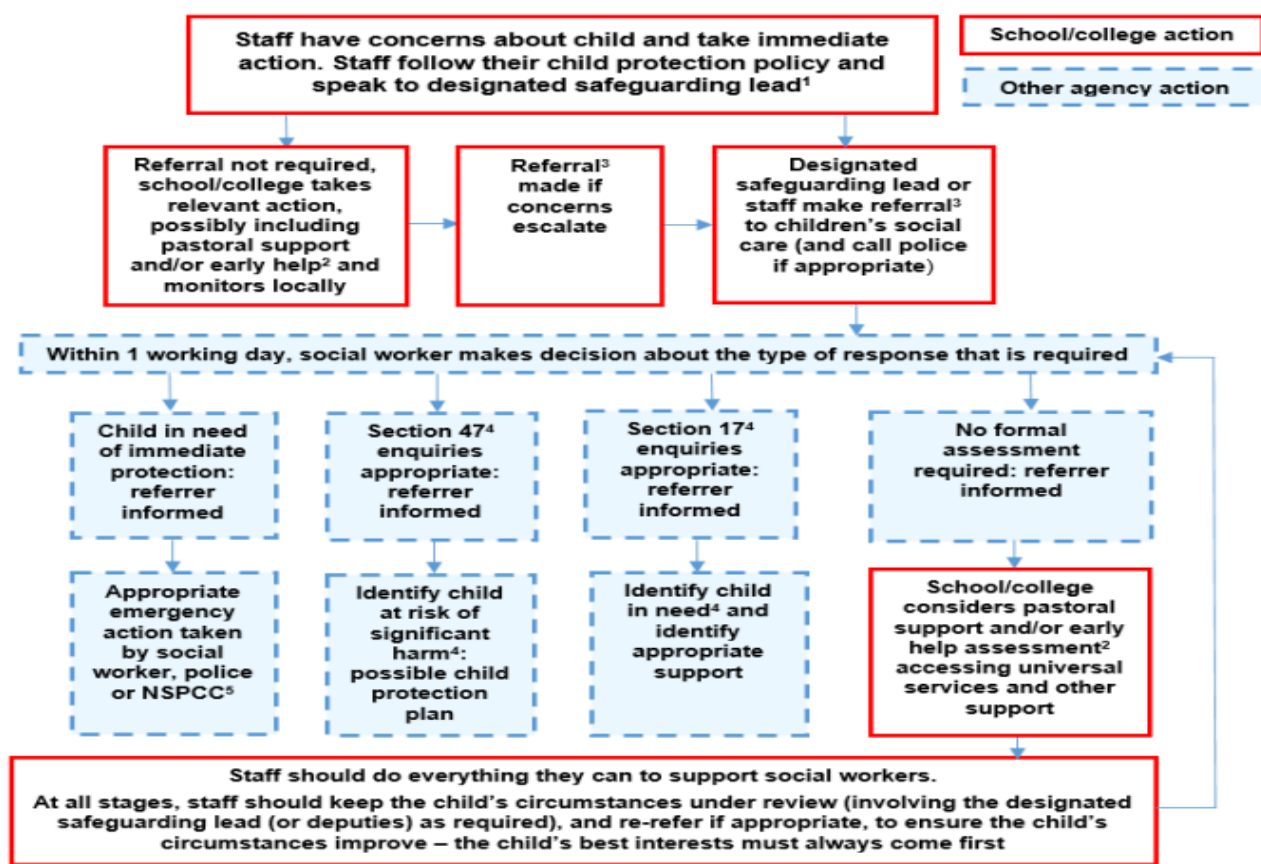 Staff have concerns about child and take immediate
action. Staff follow their child protection policy and
speak to designated safeguarding lead¹
School/college action
Other agency action
Referral not required,
school/college takes
relevant action,
possibly including
pastoral support
and/or early help² and
monitors locally
Referral³
made if
concerns
escalate
Designated
safeguarding lead or
staff make referral³
to children's social
care (and call police
if appropriate)
Within 1 working day, social worker makes decision about the type of response that is required
Child in need
of immediate
protection:
referrer
informed
Section 47⁴
enquiries
appropriate:
referrer
informed
Section 17⁴
enquiries
appropriate:
referrer
informed
No formal
assessment
required: referrer
informed
Appropriate
emergency
action taken
by social
worker, police
or NSPCC⁵
Identify child
at risk of
significant
harm⁴:
possible child
protection
plan
Identify child
in need⁴ and
identify
appropriate
support
School/college
considers pastoral
support and/or early
help assessment²
accessing universal
services and other
support
Staff should do everything they can to support social workers.
At all stages, staff should keep the child's circumstances under review (involving the designated
safeguarding lead (or deputies) as required), and re-refer if appropriate, to ensure the child's
circumstances improve – the child's best interests must always come first